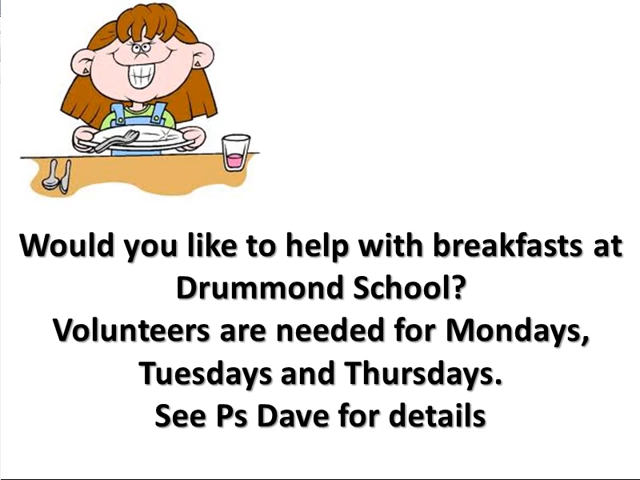 Would you like to help with breakfasts at
Drummond School?
Volunteers are needed for Mondays,
Tuesdays and Thursdays.
See Ps Dave for details